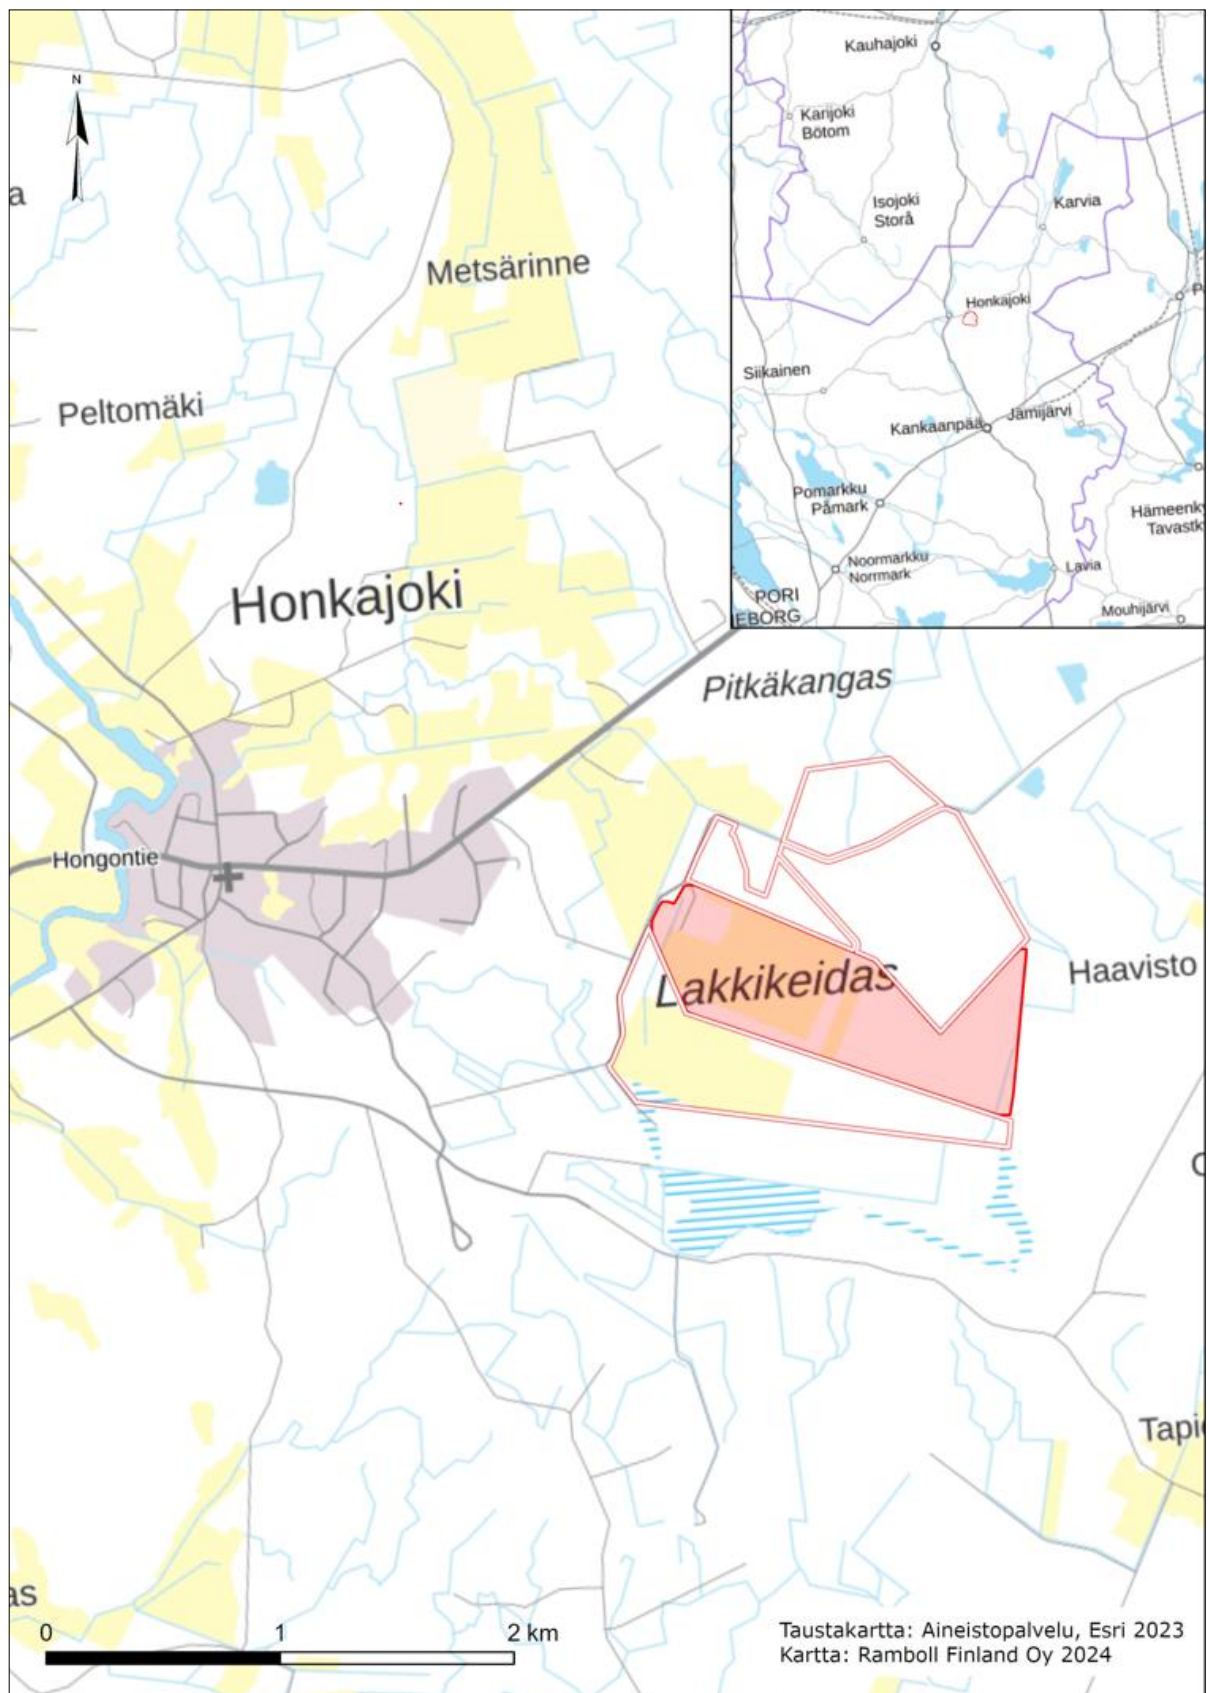 N
a
Metsärinne
Peltomäki
Honkajoki
Kauhajoki
Karijoki
Bötom
Isojoki
Storå
Karvia
Honkajoki
P
Siikainen
Kankaanpää
Jämijärvi
Pomarkku
Påmark
Hämeenky
Tavastk
Noormarkku
Norrmark
Lavia
PORI
EBORG
Mouhijärvi
Pitkäkangas
Hongontie
Lakkikeidas
Haavisto
Tapi
as
0 1 2 km
Taustakartta: Aineistopalvelu, Esri 2023
Kartta: Ramboll Finland Oy 2024